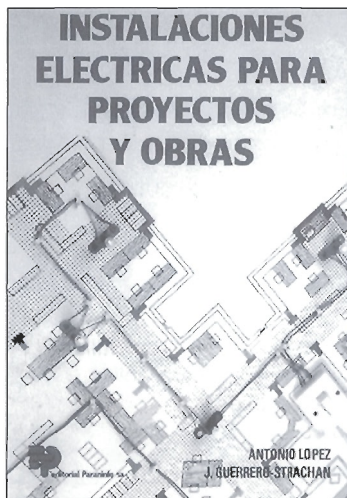 INSTALACIONES
ELECTRICAS PARA
PROYECTOS
Y OBRAS
ANTONIO LOPEZ
J. GUERRERO-STRACHAN
Editorial Paraninfo s.a.